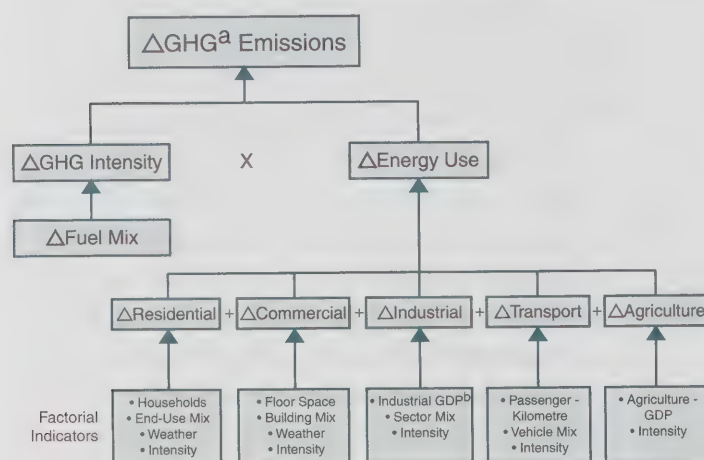 △GHGᵃ Emissions
△GHG Intensity X △Energy Use
△Fuel Mix
△Residential + △Commercial + △Industrial + △Transport + △Agriculture
Factorial
Indicators
• Households
• End-Use Mix
• Weather
• Intensity
• Floor Space
• Building Mix
• Weather
• Intensity
• Industrial GDPᵇ
• Sector Mix
• Intensity
• Passenger -
Kilometre
• Vehicle Mix
• Intensity
• Agriculture -
GDP
• Intensity